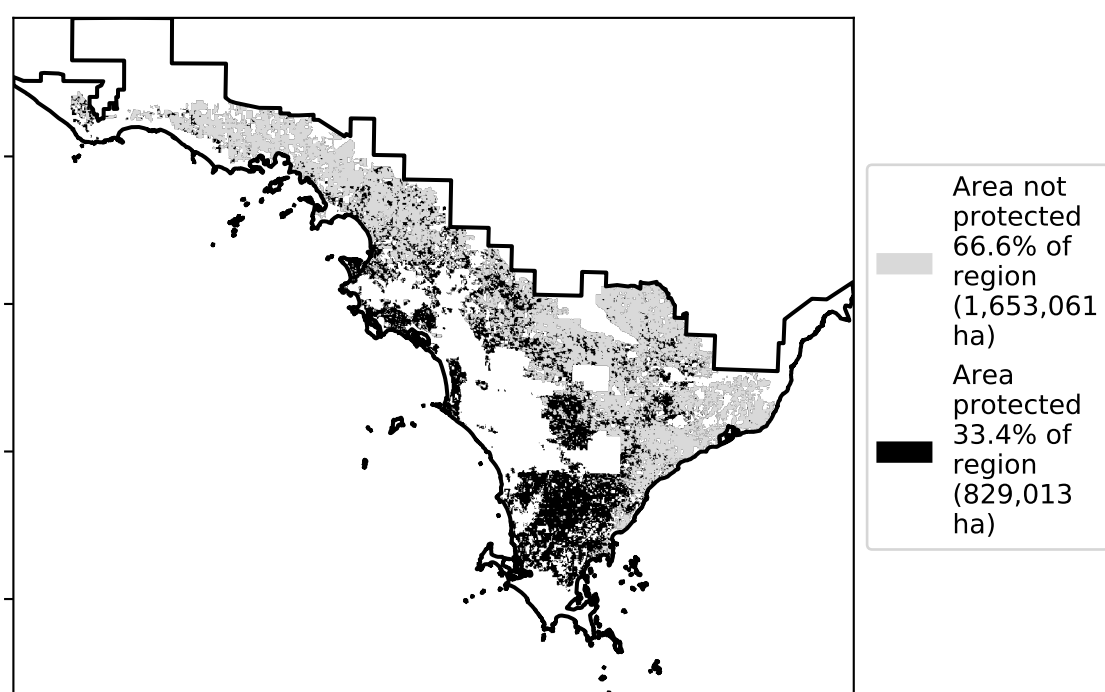 Area not
protected
66.6% of
region
(1,653,061
ha)
Area
protected
33.4% of
region
(829,013
ha)